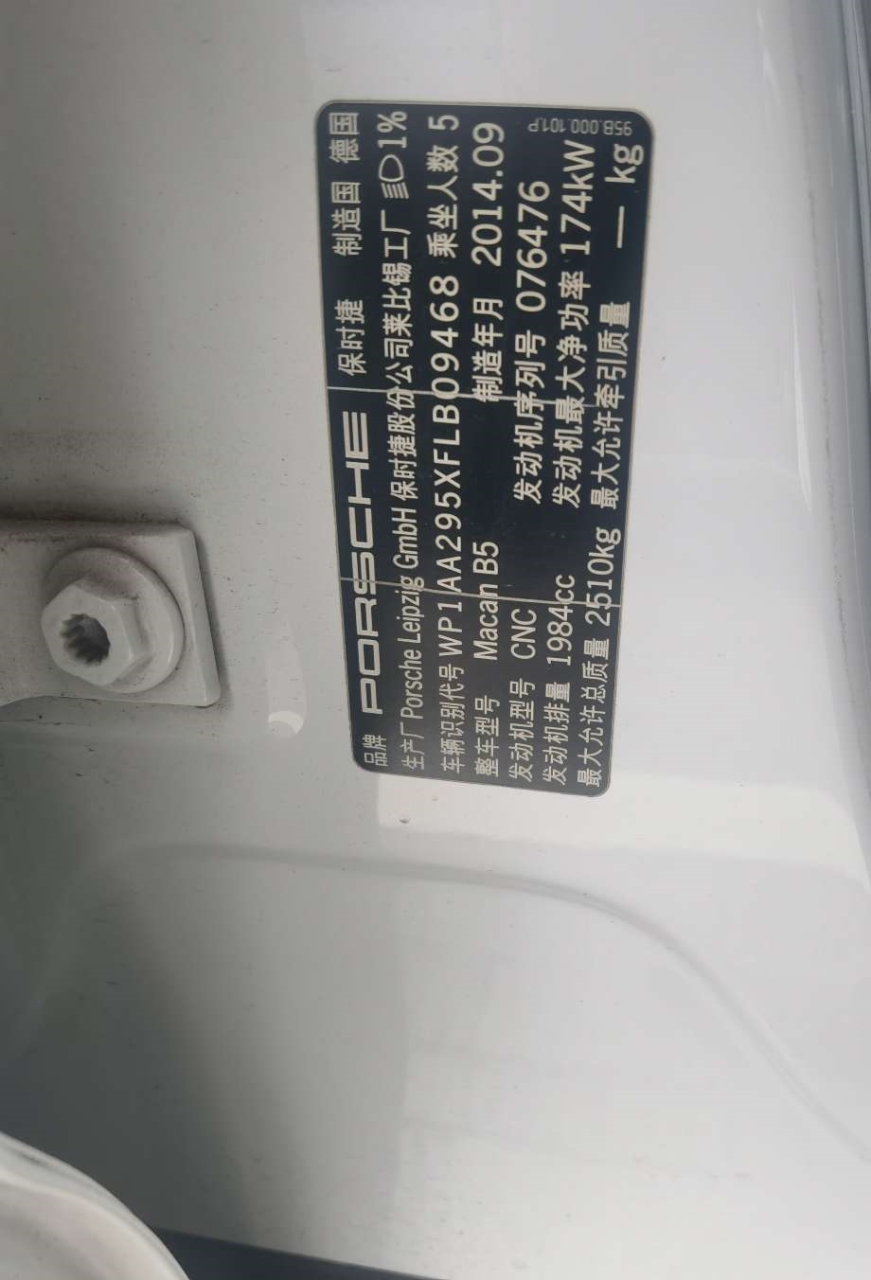 品牌 PORSCHE 保时捷 制造国 德国
生产厂 Porsche Leipzig GmbH 保时捷股份公司莱比锡工厂 1%
车辆识别代号 WP1AA295XFLB09468 乘坐人数 5
整车型号 Macan B5 制造年月 2014.09
发动机型号 CNC 发动机序列号 076476
发动机排量 1984cc 发动机最大净功率 174kW
最大允许总质量 2510kg 最大允许牵引质量 — kg
95B.000.101.P